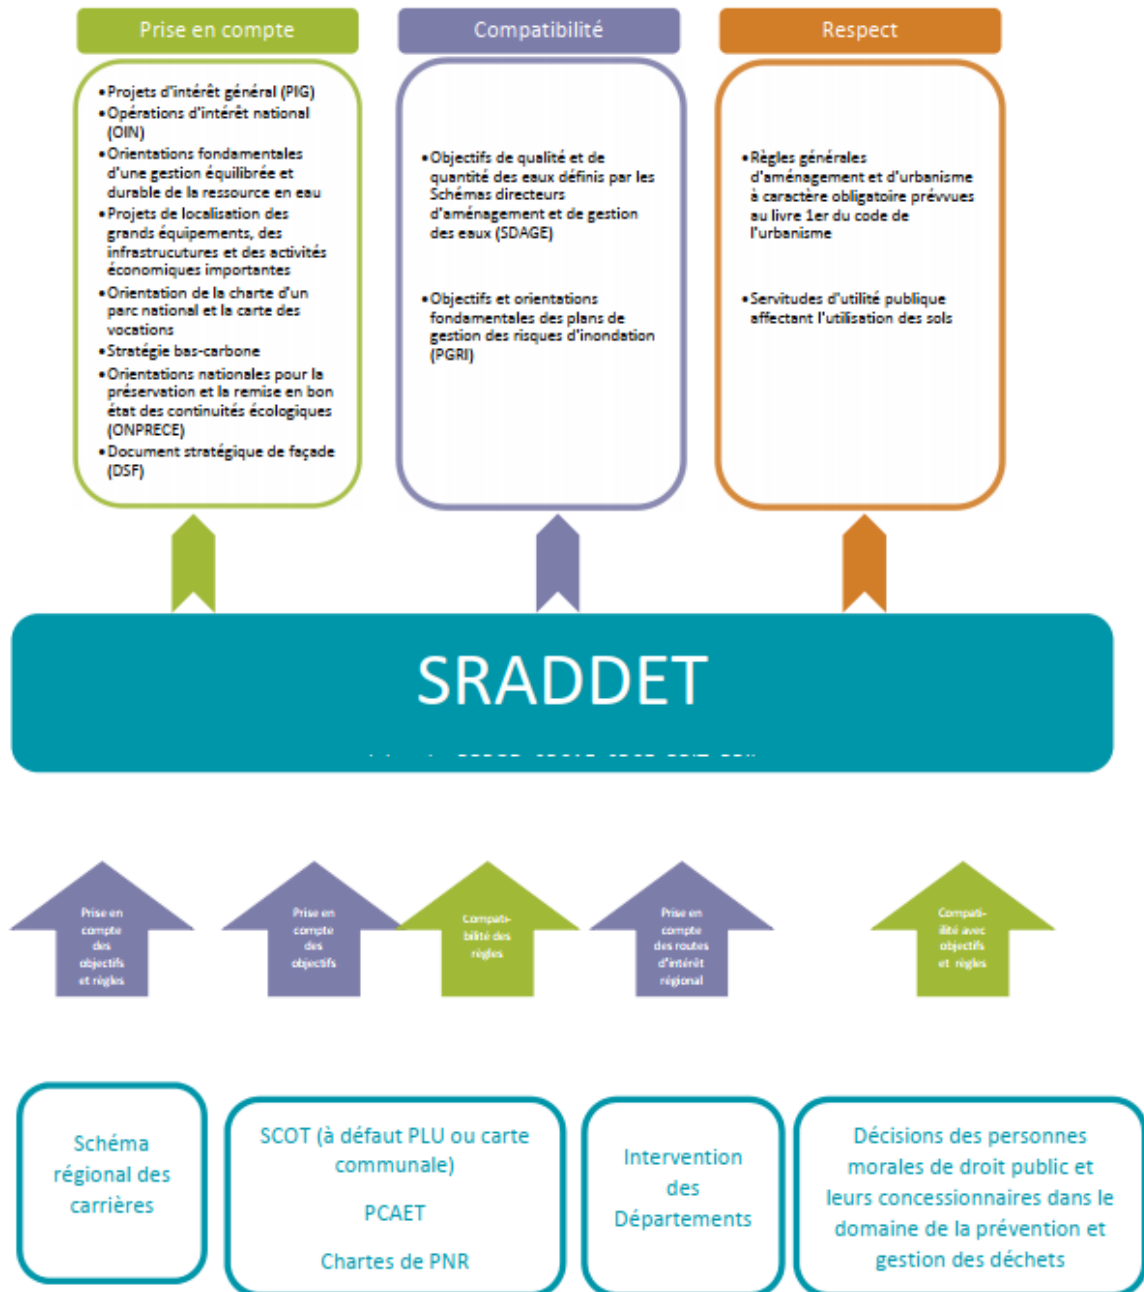 Prise en compte
•Projets d'intérêt général (PIG)
•Opérations d'intérêt national
(OIN)
•Orientations fondamentales
d'une gestion équilibrée et
durable de la ressource en eau
•Projets de localisation des
grands équipements, des
infrastrucutures et des activités
économiques importantes
•Orientation de la charte d'un
parc national et la carte des
vocations
•Stratégie bas-carbone
•Orientations nationales pour la
préservation et la remise en bon
état des continuités écologiques
(ONPRECE)
•Document stratégique de façade
(DSF)
Compatibilité
•Objectifs de qualité et de
quantité des eaux définis par les
Schémas directeurs
d'aménagement et de gestion
des eaux (SDAGE)
•Objectifs et orientations
fondamentales des plans de
gestion des risques d'inondation
(PGRI)
Respect
•Règles générales
d'aménagement et d'urbanisme
à caractère obligatoire prévvues
au livre 1er du code de
l'urbanisme
•Servitudes d'utilité publique
affectant l'utilisation des sols
SRADDET
Prise en
compte
des
objectifs
et règles
Prise en
compte
des
objectifs
Compati-
bilité des
règles
Prise en
compte
des routes
d'intérêt
régional
Compati-
ilité avec
objectifs
et règles
Schéma
régional des
carrières
SCOT (à défaut PLU ou carte
communale)
PCAET
Chartes de PNR
Intervention
des
Départements
Décisions des personnes
morales de droit public et
leurs concessionnaires dans le
domaine de la prévention et
gestion des déchets